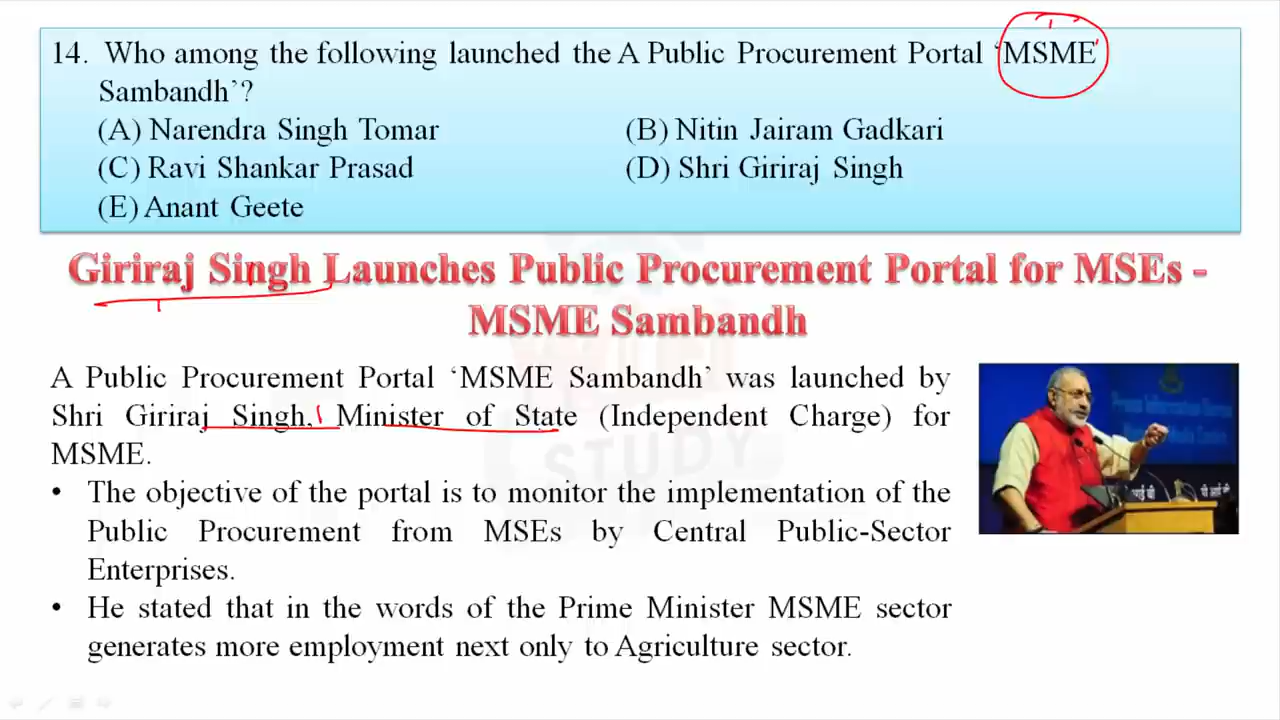 14. Who among the following launched the A Public Procurement Portal ‘MSME
Sambandh’?
(A) Narendra Singh Tomar (B) Nitin Jairam Gadkari
(C) Ravi Shankar Prasad (D) Shri Giriraj Singh
(E) Anant Geete
Giriraj Singh Launches Public Procurement Portal for MSEs -
MSME Sambandh
A Public Procurement Portal ‘MSME Sambandh’ was launched by
Shri Giriraj Singh, Minister of State (Independent Charge) for
MSME.
• The objective of the portal is to monitor the implementation of the
Public Procurement from MSEs by Central Public-Sector
Enterprises.
• He stated that in the words of the Prime Minister MSME sector
generates more employment next only to Agriculture sector.
STUDY